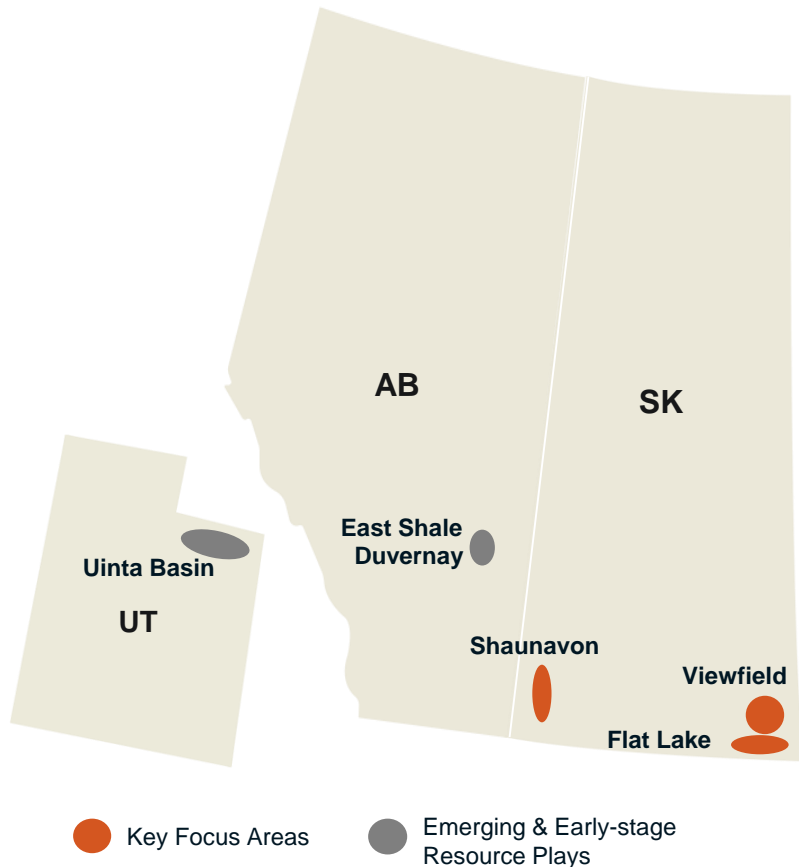 AB
SK
East Shale
Duvernay
Uinta Basin
UT
Shaunavon
Viewfield
Flat Lake
Key Focus Areas
Emerging & Early-stage
Resource Plays